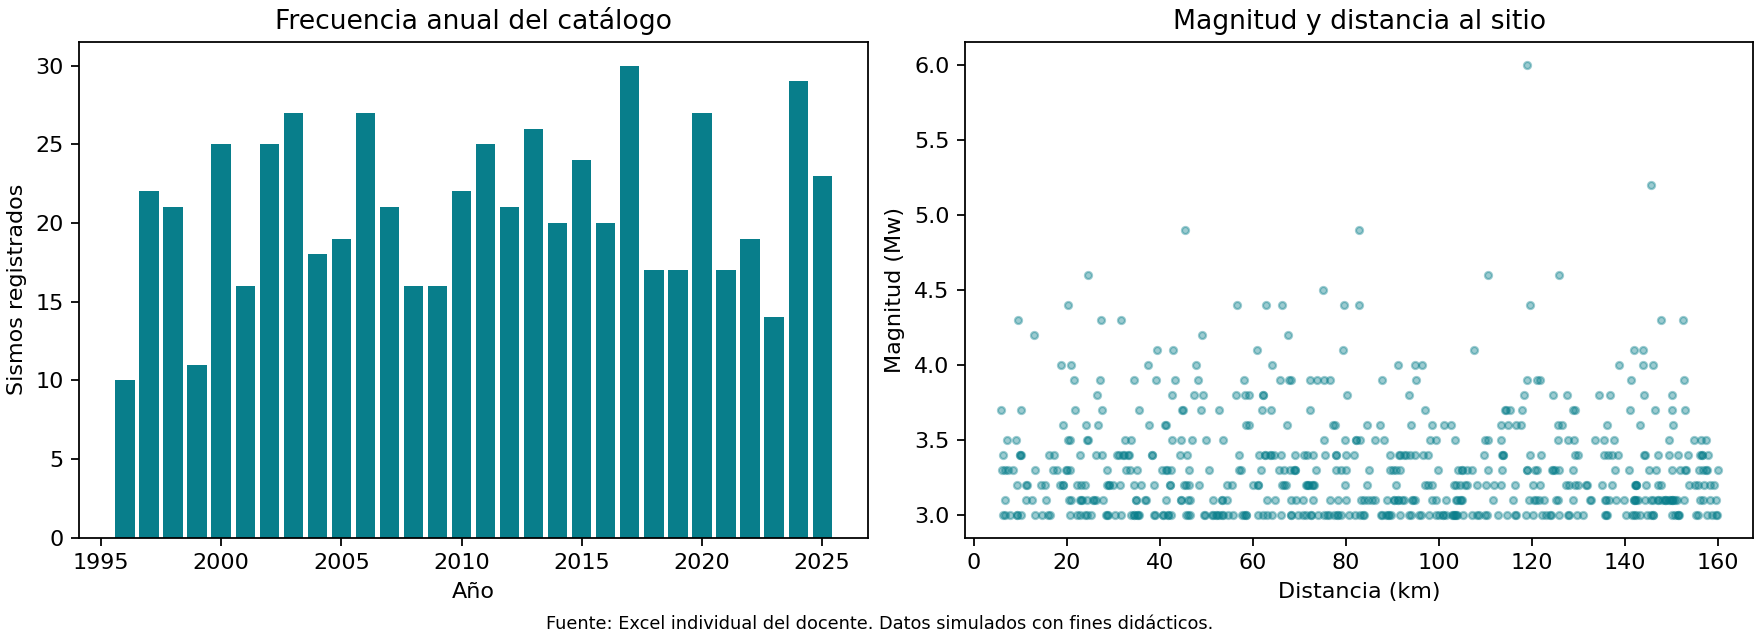 Frecuencia anual del catálogo
30
25
20
15
10
5
0
Sismos registrados
1995 2000 2005 2010 2015 2020 2025
Año
Magnitud y distancia al sitio
6.0
5.5
5.0
4.5
4.0
3.5
3.0
Magnitud (Mw)
0 20 40 60 80 100 120 140 160
Distancia (km)
Fuente: Excel individual del docente. Datos simulados con fines didácticos.